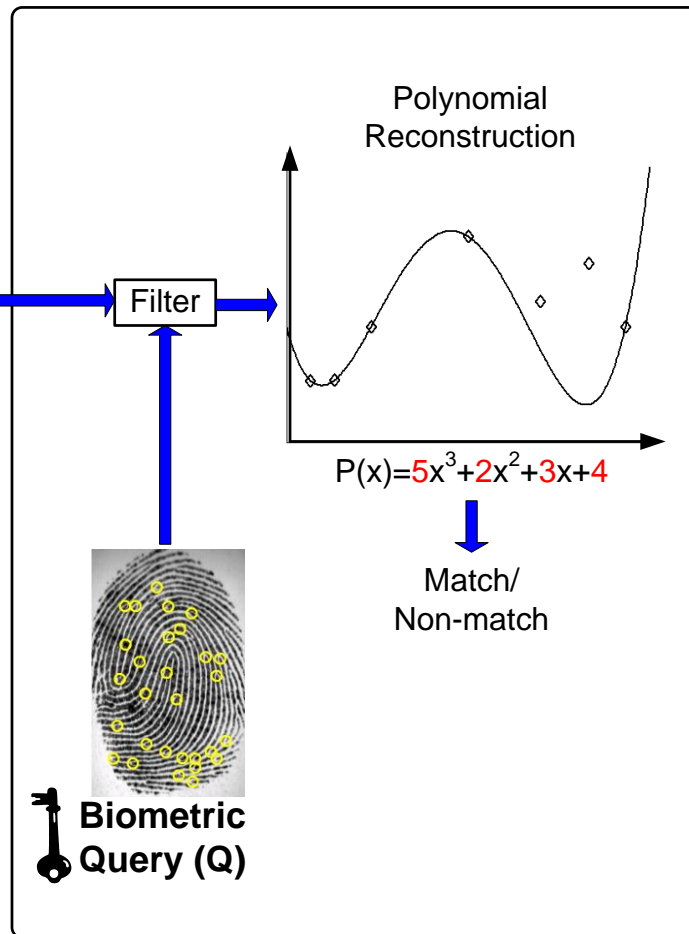 Polynomial
Reconstruction
Filter
P(x)=5x³+2x²+3x+4
Match/
Non-match
Biometric
Query (Q)